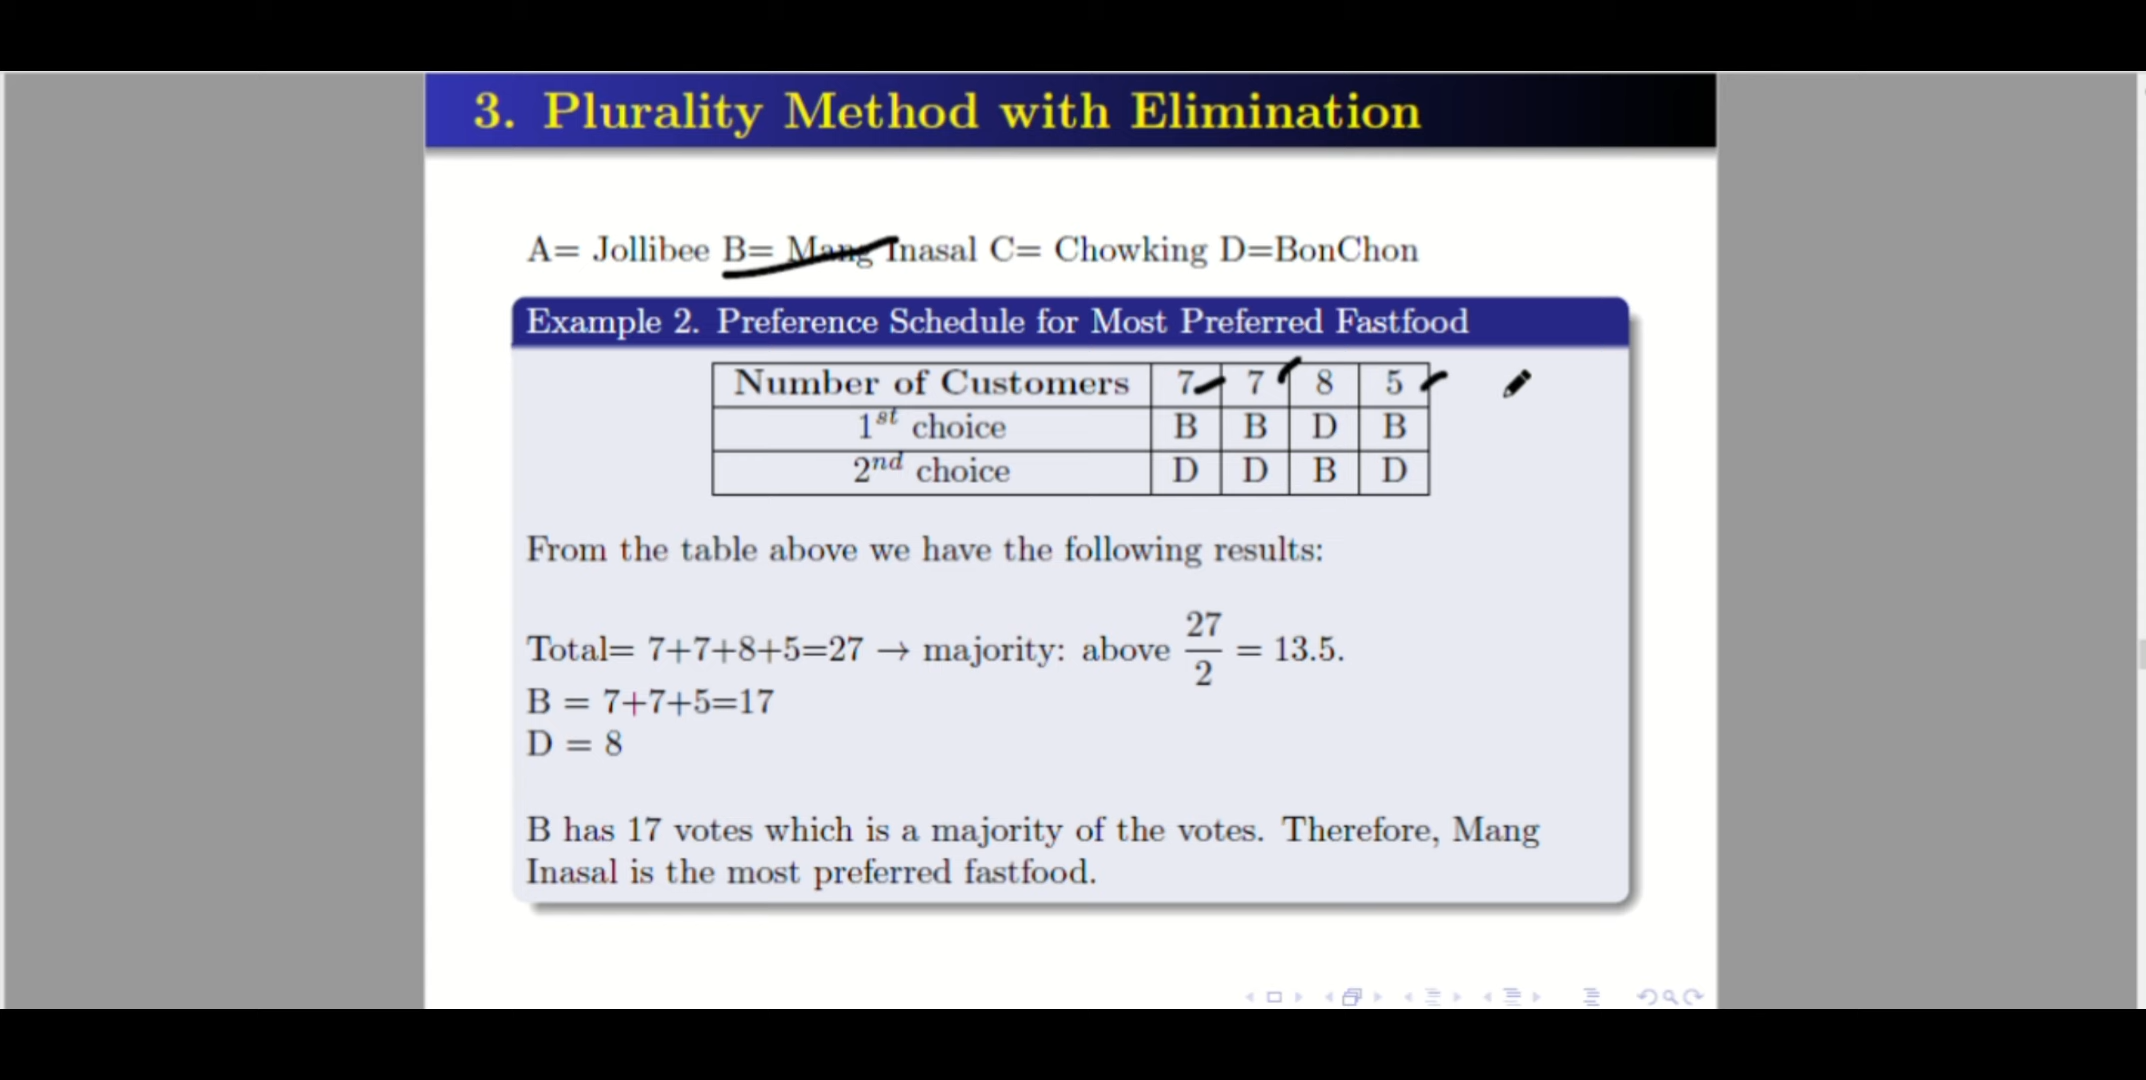 3. Plurality Method with Elimination
A= Jollibee B= Mang Inasal C= Chowking D=BonChon
Example 2. Preference Schedule for Most Preferred Fastfood
Number of Customers 7 7 8 5
1st choice B B D B
2nd choice D D B D
From the table above we have the following results:
Total= 7+7+8+5=27 → majority: above 27/2 = 13.5.
B = 7+7+5=17
D = 8
B has 17 votes which is a majority of the votes. Therefore, Mang
Inasal is the most preferred fastfood.